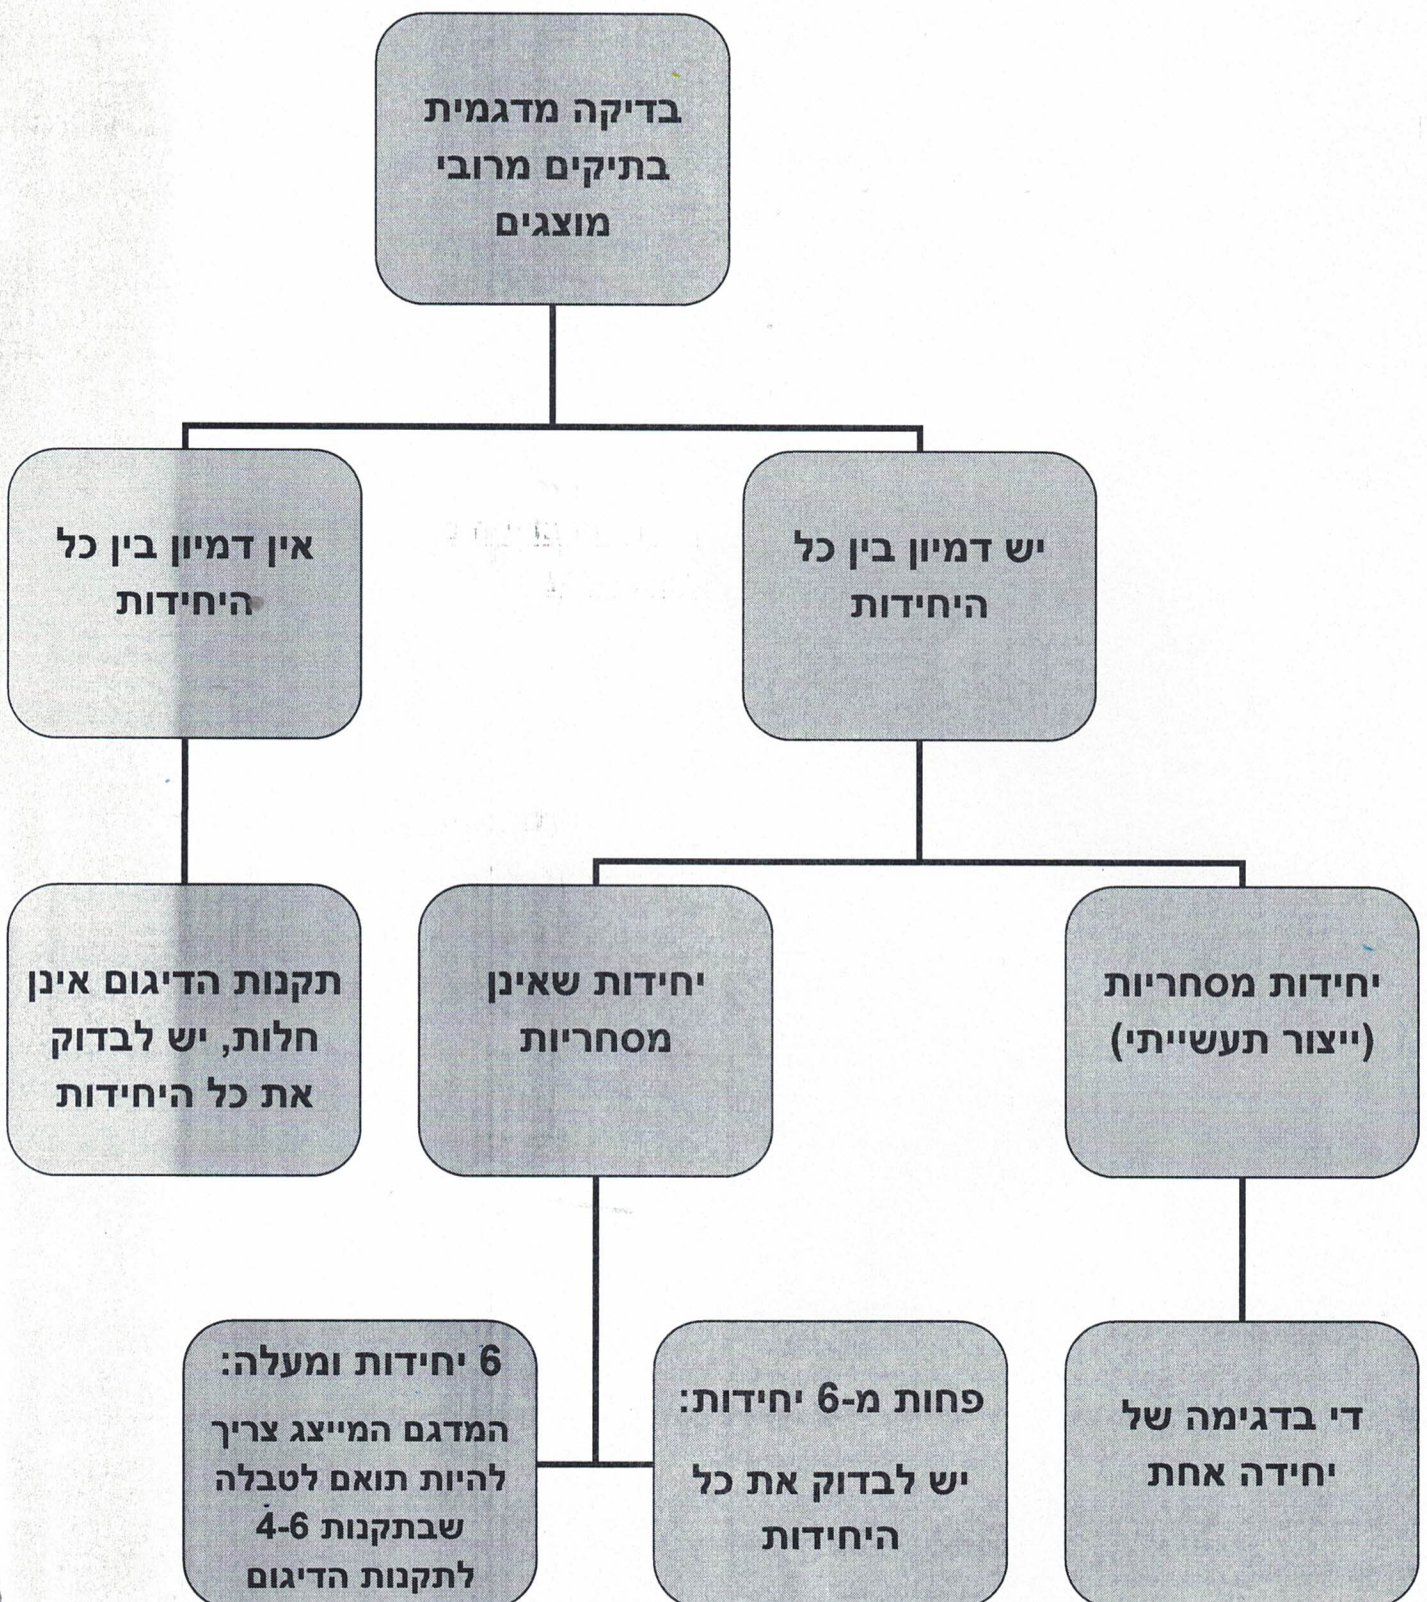 בדיקה מדגמית
בתיקים מרובי
מוצגים
יש דמיון בין כל
היחידות
אין דמיון בין כל
היחידות
יחידות מסחריות
(ייצור תעשייתי)
יחידות שאינן
מסחריות
תקנות הדיגום אינן
חלות, יש לבדוק
את כל היחידות
די בדגימה של
יחידה אחת
פחות מ-6 יחידות:
יש לבדוק את כל
היחידות
6 יחידות ומעלה:
המדגם המייצג צריך
להיות תואם לטבלה
שבתקנות 4-6
לתקנות הדיגום